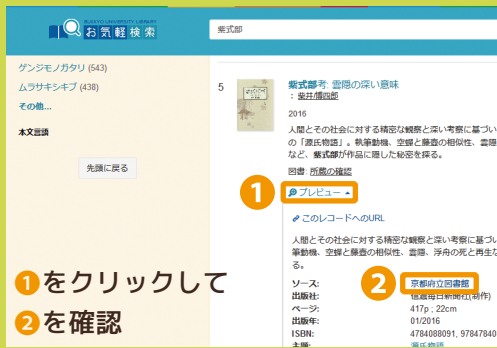 BUNKYO UNIVERSITY LIBRARY
お気軽検索
紫式部
ゲンジモノガタリ (543)
ムラサキシキブ (438)
その他...
本文言語
先頭に戻る
5
紫式部考: 雲隠の深い意味
: 柴井博四郎
2016
人間とその社会に対する精密な観察と深い考察に基づい
の「源氏物語」。執筆動機、空蟬と藤壺の相似性、雲隠
など、紫式部が作品に隠した秘密を探る。
図書: 所蔵の確認
1
プレビュー
このレコードへのURL
人間とその社会に対する精密な観察と深い考察に基づい
筆動機、空蟬と藤壺の相似性、雲隠、浮舟の死と再生な
る。
ソース: 2 京都府立図書館
出版社: 信濃毎日新聞社(制作)
ページ: 417p ; 22cm
出版年: 01/2016
ISBN: 4784088091, 97847840
主題: 源氏物語
1をクリックして
2を確認